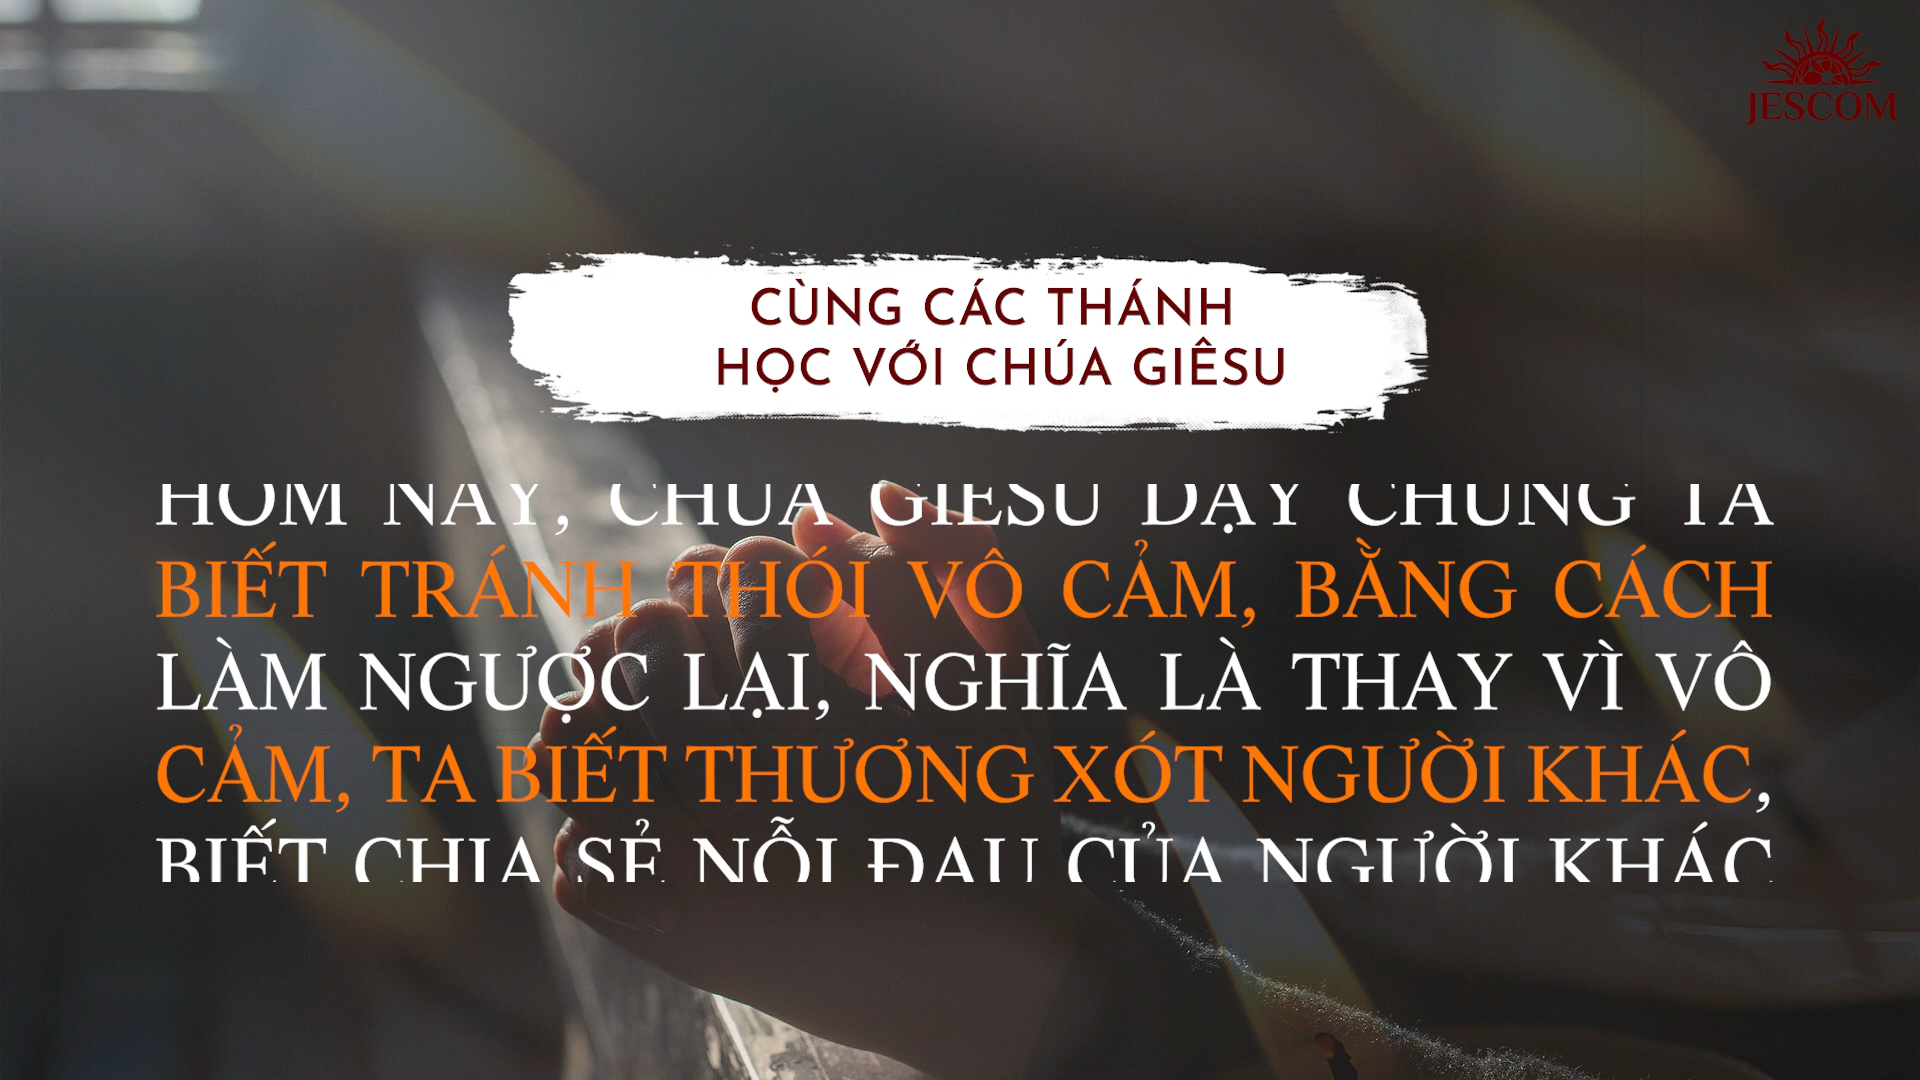 JESCOM
CÙNG CÁC THÁNH
HỌC VỚI CHÚA GIÊSU
HÔM NAY, CHÚA GIÊSU DẠY CHÚNG TA
BIẾT TRÁNH THÓI VÔ CẢM, BẰNG CÁCH
LÀM NGƯỢC LẠI, NGHĨA LÀ THAY VÌ VÔ
CẢM, TA BIẾT THƯƠNG XÓT NGƯỜI KHÁC,
BIẾT CHIA SẺ NỖI ĐAU CỦA NGƯỜI KHÁC